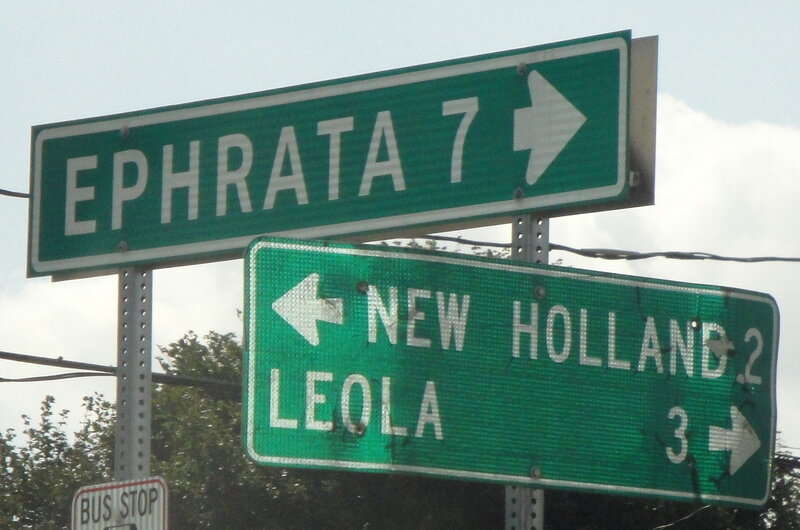 EPHRATA 7
NEW HOLLAND 2
LEOLA 3
BUS STOP